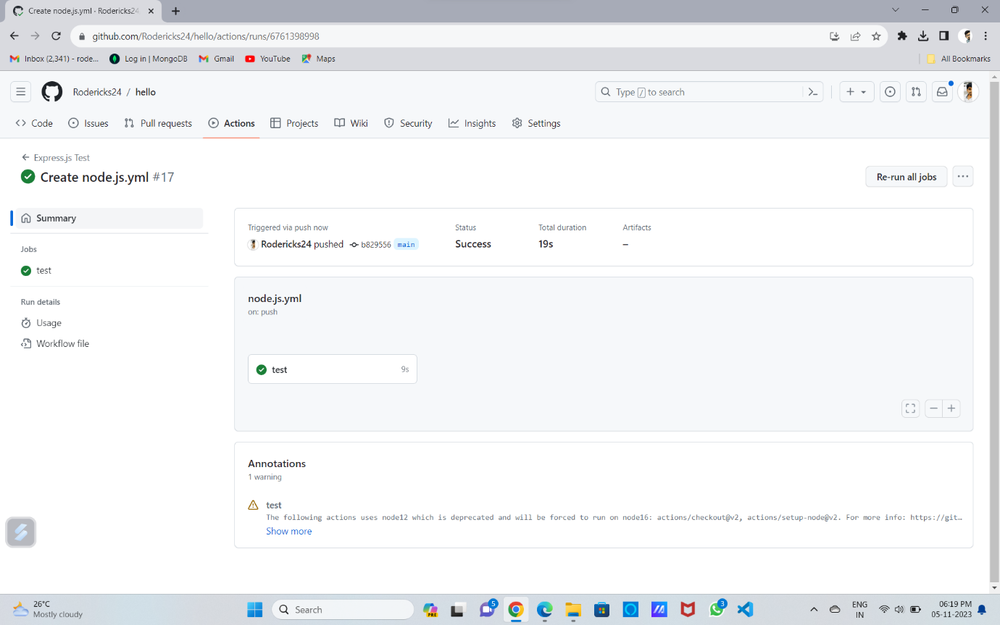 Create node.js.yml · Rodericks24
github.com/Rodericks24/hello/actions/runs/6761398998
Inbox (2,341) - rode... Log in | MongoDB Gmail YouTube Maps All Bookmarks
Rodericks24 / hello
Type / to search
Code Issues Pull requests Actions Projects Wiki Security Insights Settings
Express.js Test
Create node.js.yml #17
Re-run all jobs
Summary
Jobs
test
Run details
Usage
Workflow file
Triggered via push now
Rodericks24 pushed b829556 main
Status
Success
Total duration
19s
Artifacts
–
node.js.yml
on: push
test 9s
Annotations
1 warning
test
The following actions uses node12 which is deprecated and will be forced to run on node16: actions/checkout@v2, actions/setup-node@v2. For more info: https://git…
Show more
26°C
Mostly cloudy
Search
PRE
5
3
ENG
IN
06:19 PM
05-11-2023